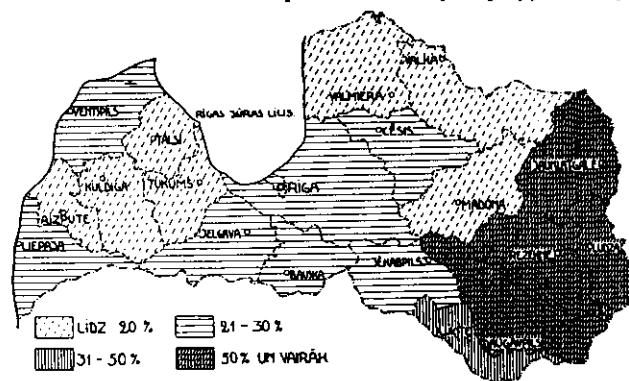 VALKA
VALMIERA
VENTSPILS
RĪGAS JŪRAS LĪCIS
CĒSIS
TALSI
JAUNLATGALE
KULDĪGA
TUKUMS
RĪGA
MADONA
AIZPUTE
JELGAVA
LIEPĀJA
JĒKABPILS
BAUSKA
LĪDZ 20 %
21 - 30 %
31 - 50 %
50 % UN VAIRĀK